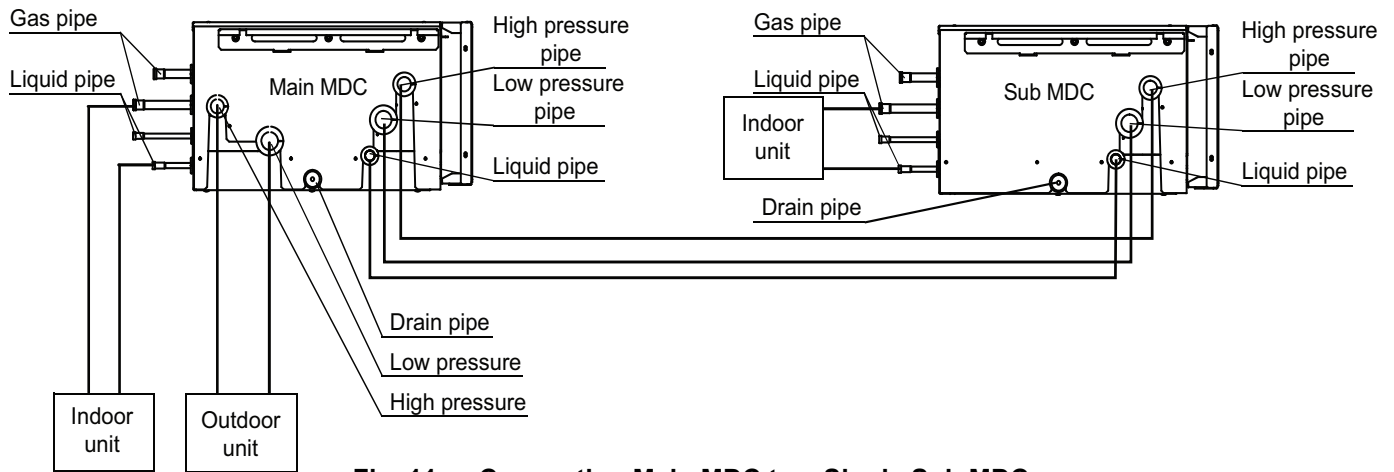 Gas pipe
Liquid pipe
Main MDC
High pressure
pipe
Low pressure
pipe
Liquid pipe
Drain pipe
Low pressure
High pressure
Indoor
unit
Outdoor
unit
Gas pipe
Liquid pipe
Indoor
unit
Sub MDC
High pressure
pipe
Low pressure
pipe
Liquid pipe
Drain pipe